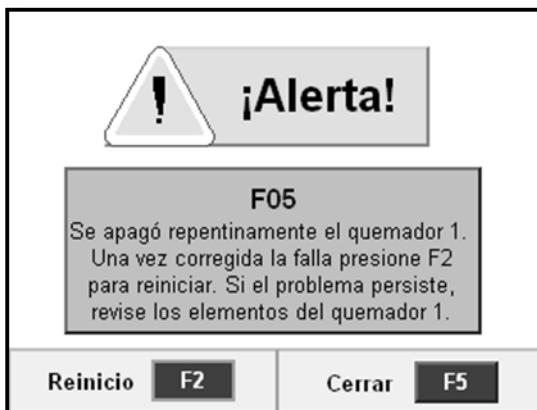 ¡Alerta!
F05
Se apagó repentinamente el quemador 1.
Una vez corregida la falla presione F2
para reiniciar. Si el problema persiste,
revise los elementos del quemador 1.
Reinicio F2 Cerrar F5